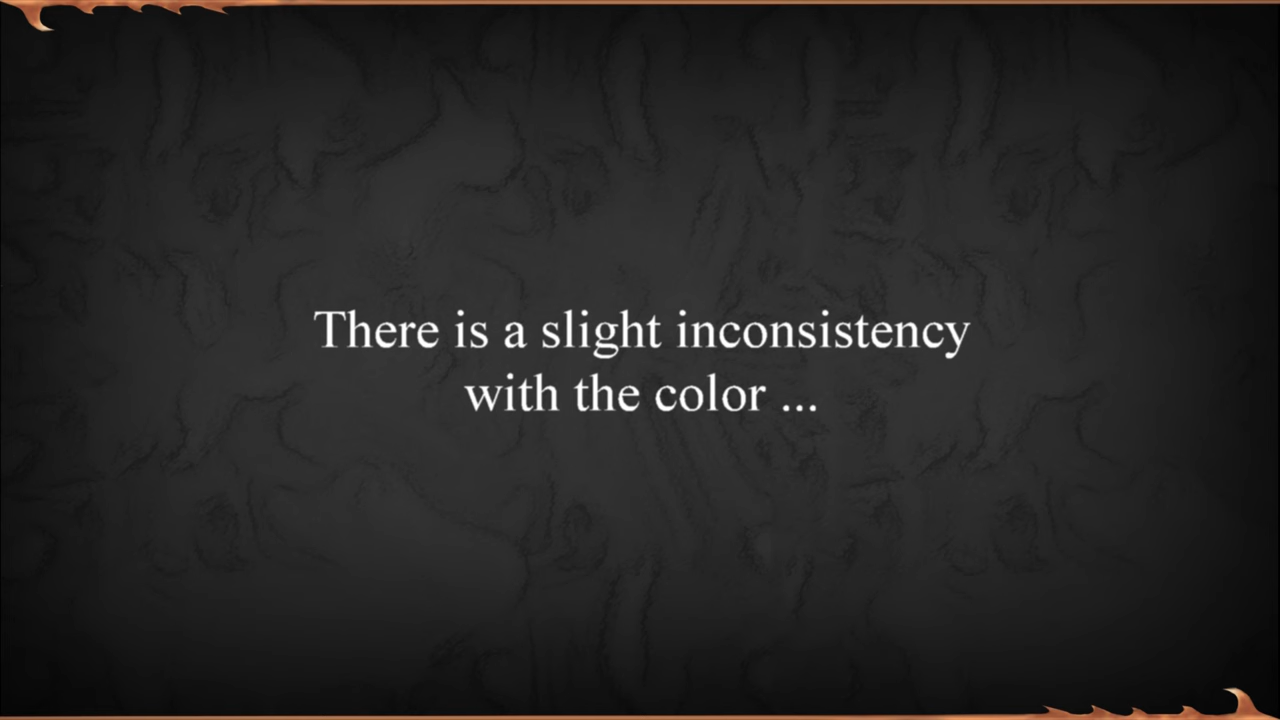 There is a slight inconsistency
with the color ...